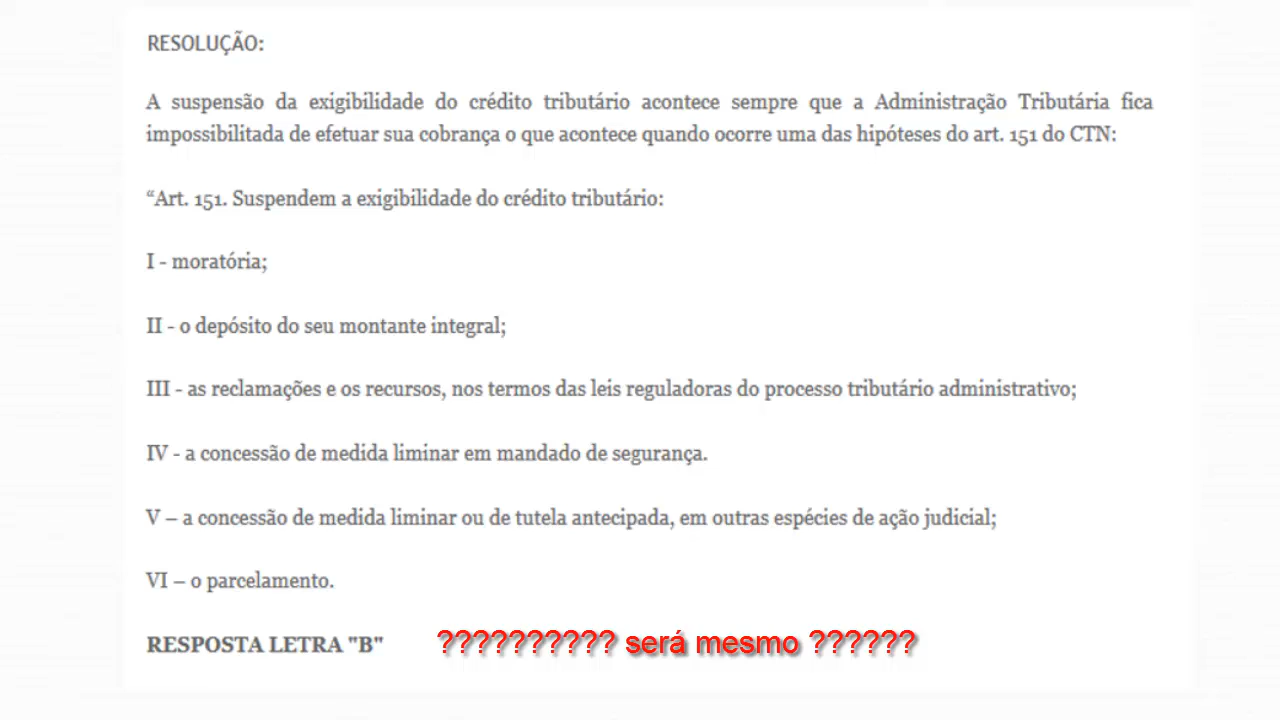 RESOLUÇÃO:
A suspensão da exigibilidade do crédito tributário acontece sempre que a Administração Tributária fica
impossibilitada de efetuar sua cobrança o que acontece quando ocorre uma das hipóteses do art. 151 do CTN:
“Art. 151. Suspendem a exigibilidade do crédito tributário:
I - moratória;
II - o depósito do seu montante integral;
III - as reclamações e os recursos, nos termos das leis reguladoras do processo tributário administrativo;
IV - a concessão de medida liminar em mandado de segurança.
V – a concessão de medida liminar ou de tutela antecipada, em outras espécies de ação judicial;
VI – o parcelamento.
RESPOSTA LETRA "B" ?????????? será mesmo ??????